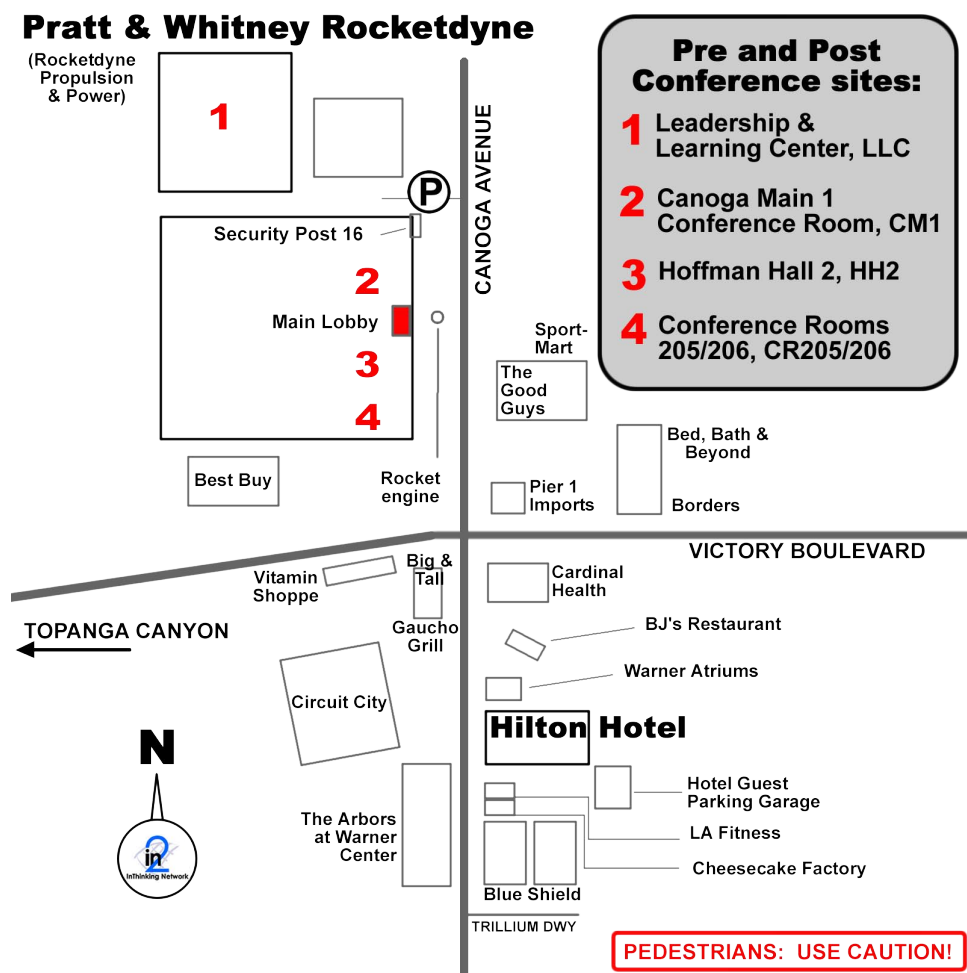 Pratt & Whitney Rocketdyne
(Rocketdyne
Propulsion
& Power)
1
P
CANOGA AVENUE
Security Post 16
2
Main Lobby
3
4
Best Buy
Rocket
engine
Pre and Post
Conference sites:
1 Leadership &
Learning Center, LLC
2 Canoga Main 1
Conference Room, CM1
3 Hoffman Hall 2, HH2
4 Conference Rooms
205/206, CR205/206
Sport-
Mart
The
Good
Guys
Bed, Bath &
Beyond
Borders
Pier 1
Imports
VICTORY BOULEVARD
Vitamin
Shoppe
Big &
Tall
Gaucho
Grill
Cardinal
Health
TOPANGA CANYON
BJ's Restaurant
Warner Atriums
Circuit City
Hilton Hotel
N
in2
InThinking Network
The Arbors
at Warner
Center
Hotel Guest
Parking Garage
LA Fitness
Cheesecake Factory
Blue Shield
TRILLIUM DWY
PEDESTRIANS: USE CAUTION!